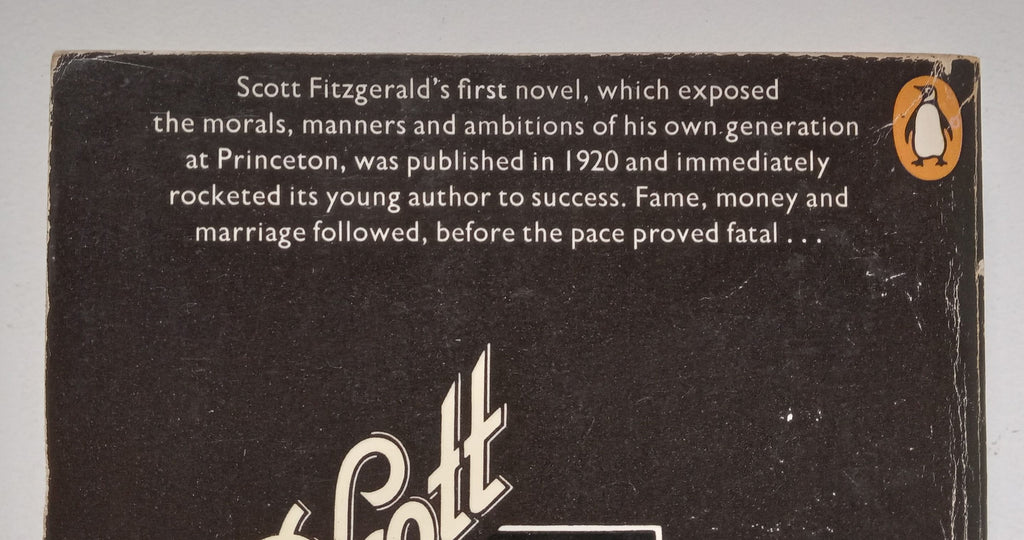 Scott Fitzgerald's first novel, which exposed
the morals, manners and ambitions of his own generation
at Princeton, was published in 1920 and immediately
rocketed its young author to success. Fame, money and
marriage followed, before the pace proved fatal . . .
Scott